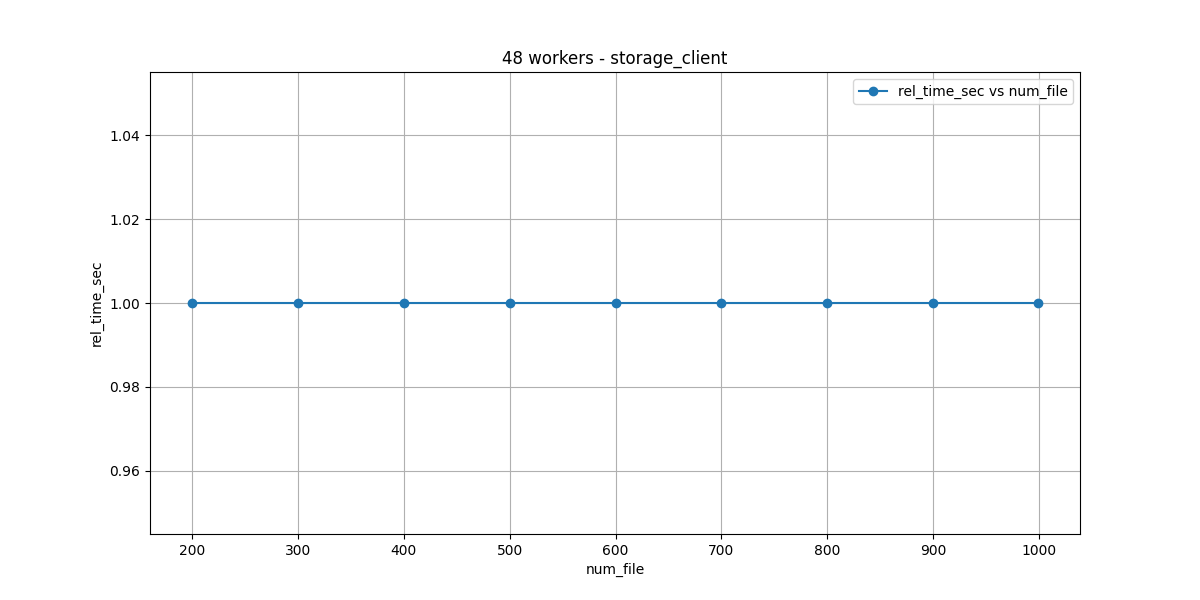 48 workers - storage_client
rel_time_sec vs num_file
1.04
1.02
1.00
0.98
0.96
rel_time_sec
200 300 400 500 600 700 800 900 1000
num_file